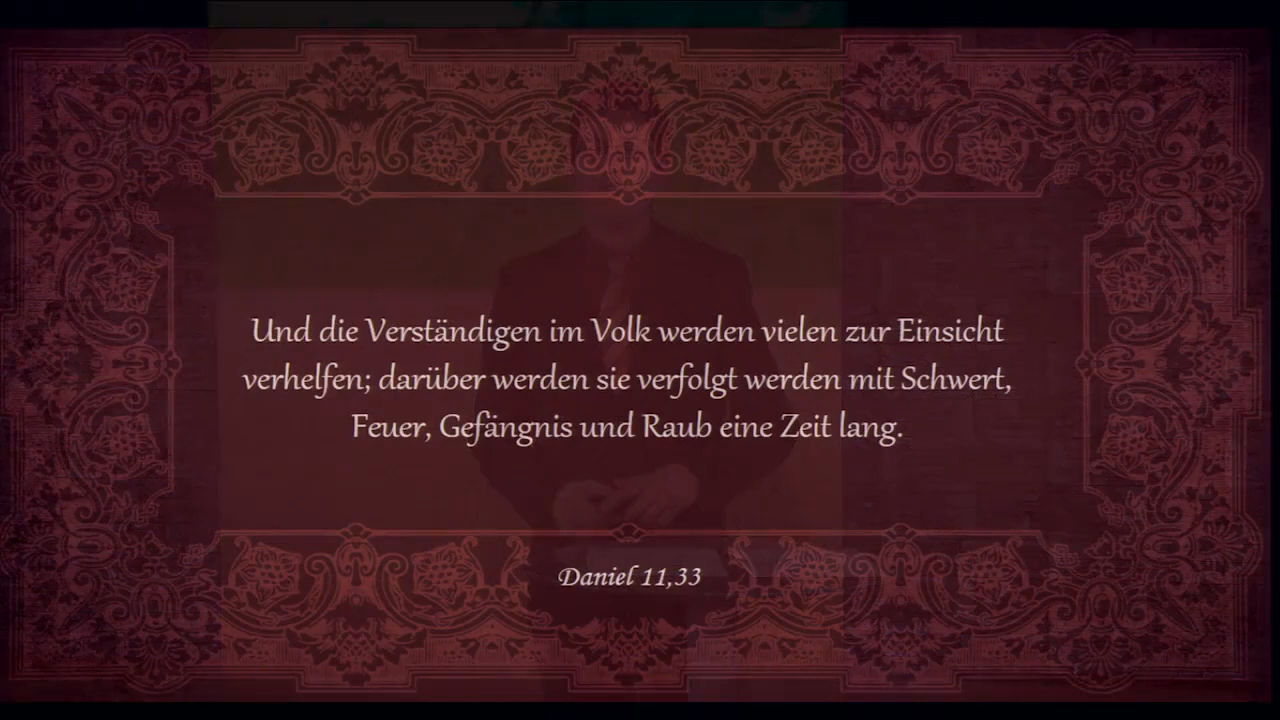 Und die Verständigen im Volk werden vielen zur Einsicht
verhelfen; darüber werden sie verfolgt werden mit Schwert,
Feuer, Gefängnis und Raub eine Zeit lang.
Daniel 11,33